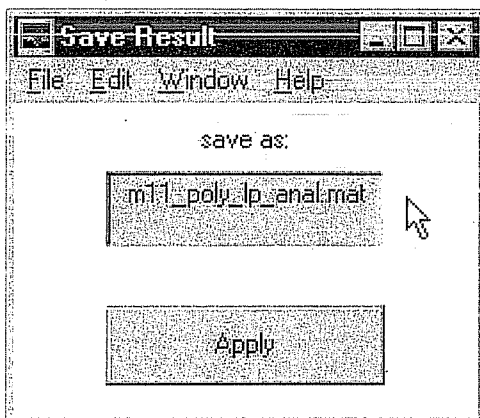 Save Result
File Edit Window Help
save as:
m11_poly_lp_anal.mat
Apply